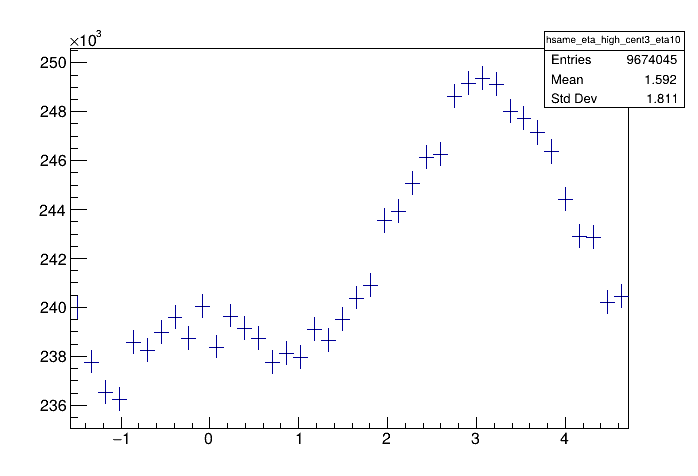 ×10³
hsame_eta_high_cent3_eta10
Entries 9674045
Mean 1.592
Std Dev 1.811
250
248
246
244
242
240
238
236
−1 0 1 2 3 4